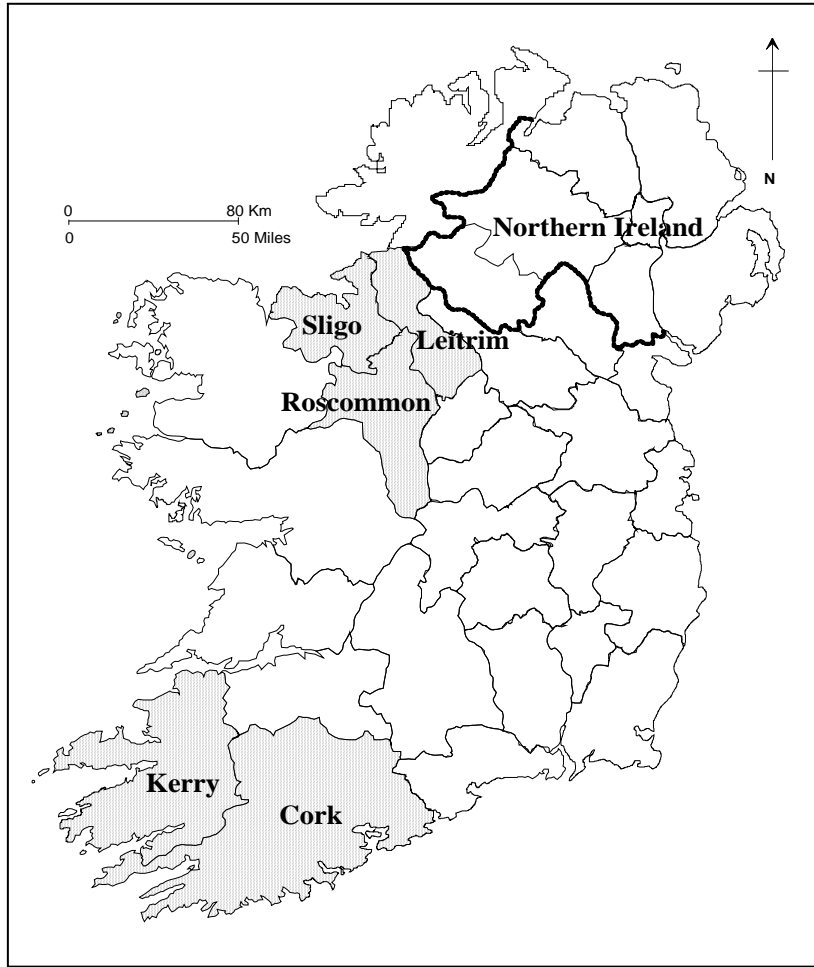 N
0 80 Km
0 50 Miles
Northern Ireland
Sligo
Leitrim
Roscommon
Kerry
Cork